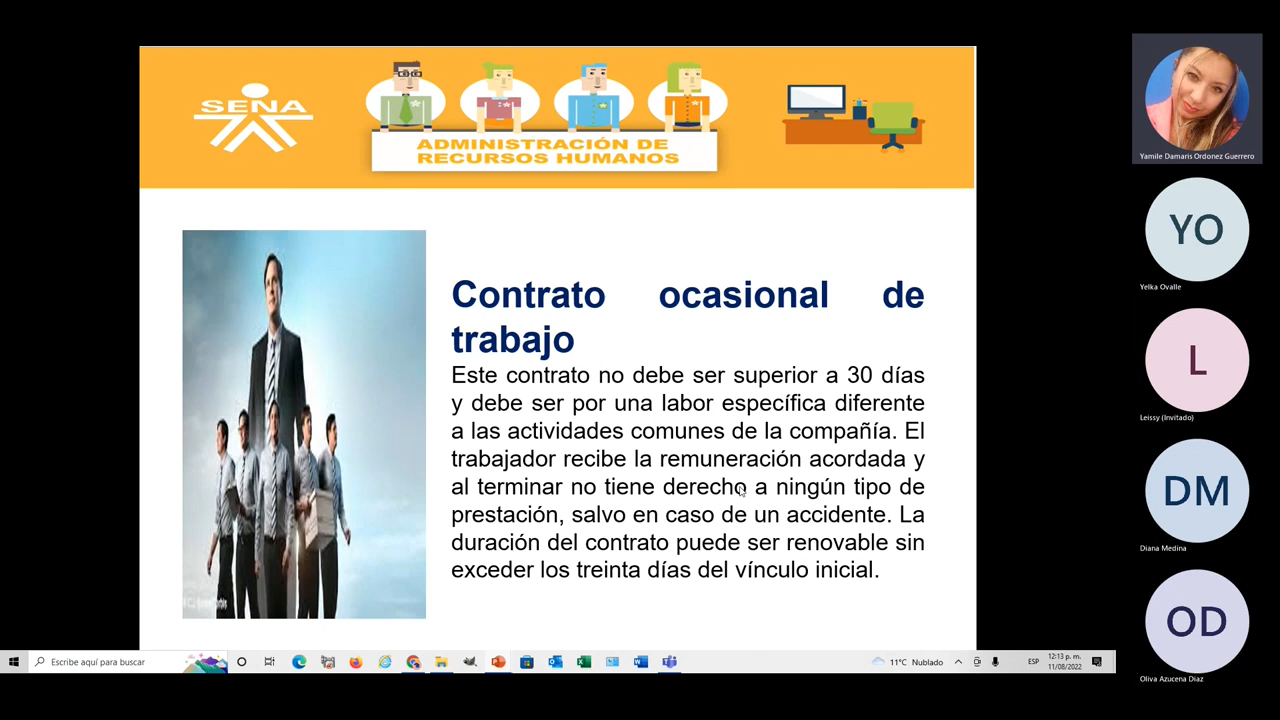 SENA
ADMINISTRACIÓN DE
RECURSOS HUMANOS
Contrato ocasional de
trabajo
Este contrato no debe ser superior a 30 días
y debe ser por una labor específica diferente
a las actividades comunes de la compañía. El
trabajador recibe la remuneración acordada y
al terminar no tiene derecho a ningún tipo de
prestación, salvo en caso de un accidente. La
duración del contrato puede ser renovable sin
exceder los treinta días del vínculo inicial.
Yamile Damaris Ordonez Guerrero
YO
Yelka Ovalle
L
Leissy (Invitado)
DM
Diana Medina
OD
Oliva Azucena Diaz
Escribe aquí para buscar
11°C Nublado
ESP
12:13 p. m.
11/08/2022